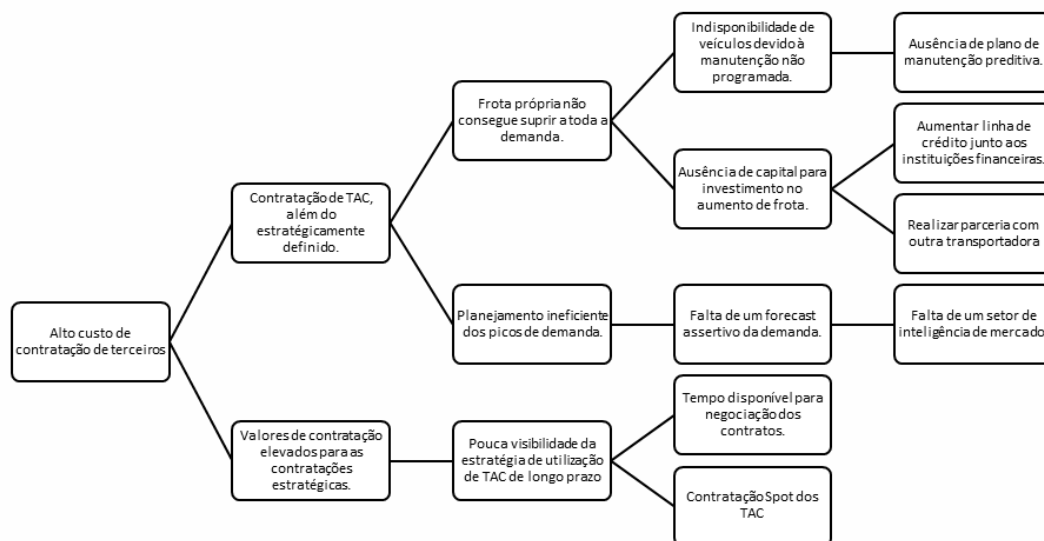 Indisponibilidade de
veículos devido à
manutenção não
programada.
Ausência de plano de
manutenção preditiva.
Frota própria não
consegue suprir a toda a
demanda.
Aumentar linha de
crédito junto aos
instituições financeiras.
Ausência de capital para
investimento no
aumento de frota.
Contratação de TAC,
além do
estratégicamente
definido.
Realizar parceria com
outra transportadora
Alto custo de
contratação de terceiros
Planejamento ineficiente
dos picos de demanda.
Falta de um forecast
assertivo da demanda.
Falta de um setor de
inteligência de mercado
Valores de contratação
elevados para as
contratações
estratégicas.
Pouca visibilidade da
estratégia de utilização
de TAC de longo prazo
Tempo disponível para
negociação dos
contratos.
Contratação Spot dos
TAC